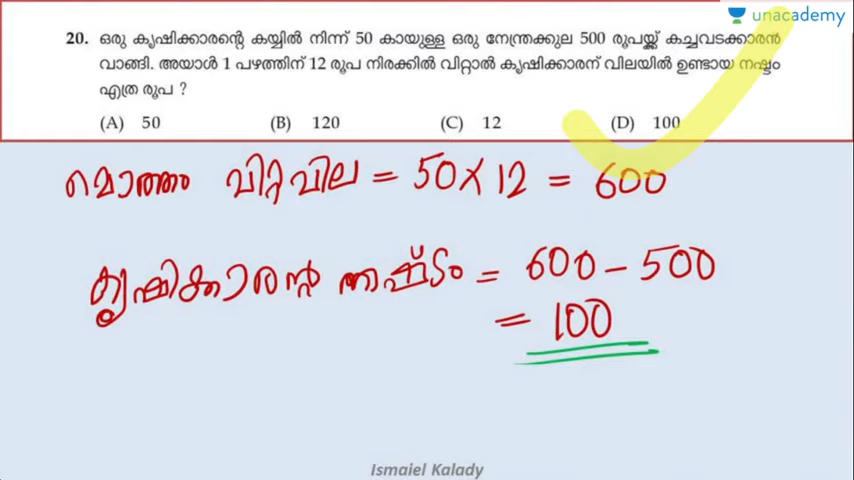 unacademy
20. ഒരു കൃഷിക്കാരന്റെ കയ്യിൽ നിന്ന് 50 കായുള്ള ഒരു നേന്ത്രക്കുല 500 രൂപയ്ക്ക് കച്ചവടക്കാരൻ
വാങ്ങി. അയാൾ 1 പഴത്തിന് 12 രൂപ നിരക്കിൽ വിറ്റാൽ കൃഷിക്കാരന് വിലയിൽ ഉണ്ടായ നഷ്ടം
എത്ര രൂപ ?
(A) 50 (B) 120 (C) 12 (D) 100
മൊത്തം വിറ്റവില = 50 × 12 = 600
കൃഷിക്കാരന്റെ നഷ്ടം = 600 – 500
= 100
Ismaiel Kalady